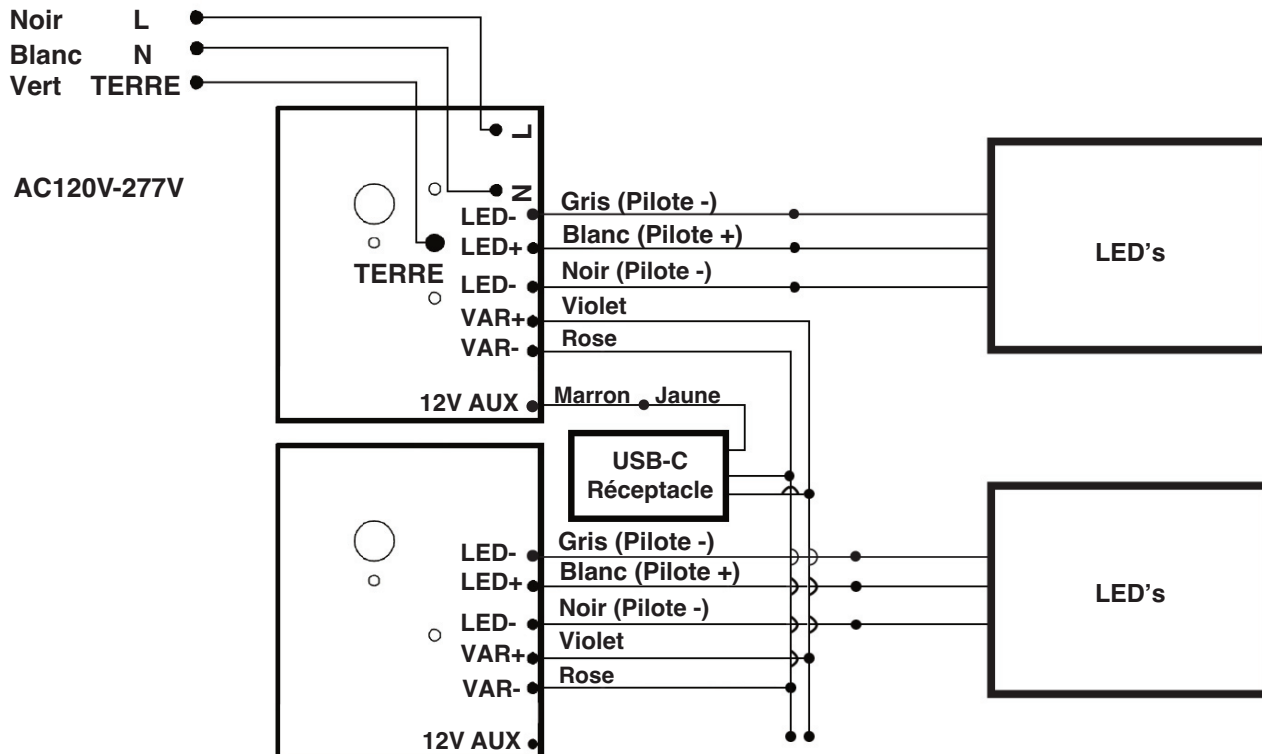 Noir L
Blanc N
Vert TERRE
AC120V-277V
L
N
LED-
LED+
TERRE
LED-
VAR+
VAR-
12V AUX
Gris (Pilote -)
Blanc (Pilote +)
Noir (Pilote -)
Violet
Rose
Marron Jaune
LED's
USB-C
Réceptacle
LED-
LED+
LED-
VAR+
VAR-
12V AUX
Gris (Pilote -)
Blanc (Pilote +)
Noir (Pilote -)
Violet
Rose
LED's